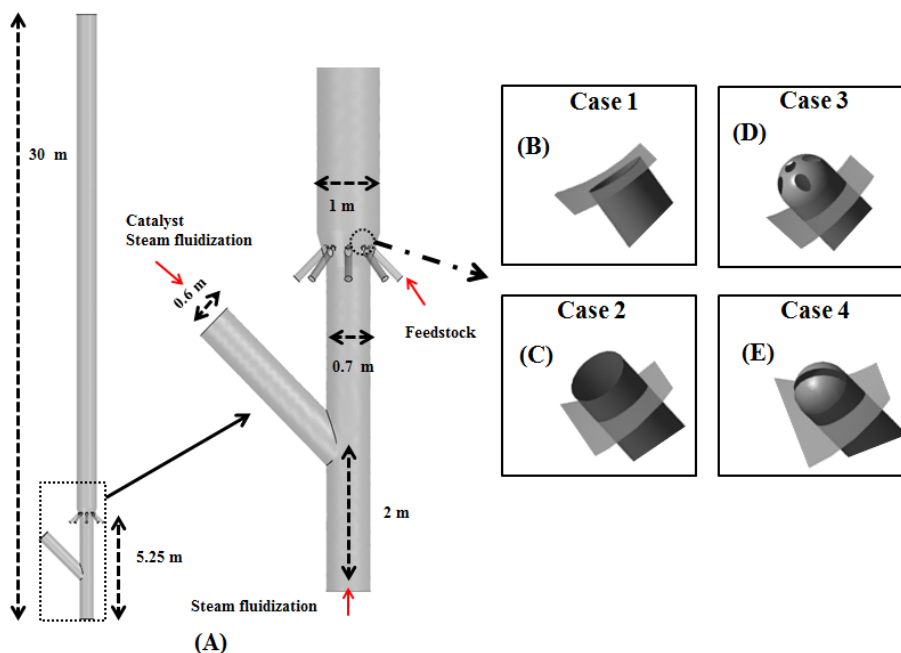 30 m
5.25 m
(A)
Catalyst
Steam fluidization
0.6 m
1 m
Feedstock
0.7 m
2 m
Steam fluidization
Case 1
(B)
Case 3
(D)
Case 2
(C)
Case 4
(E)